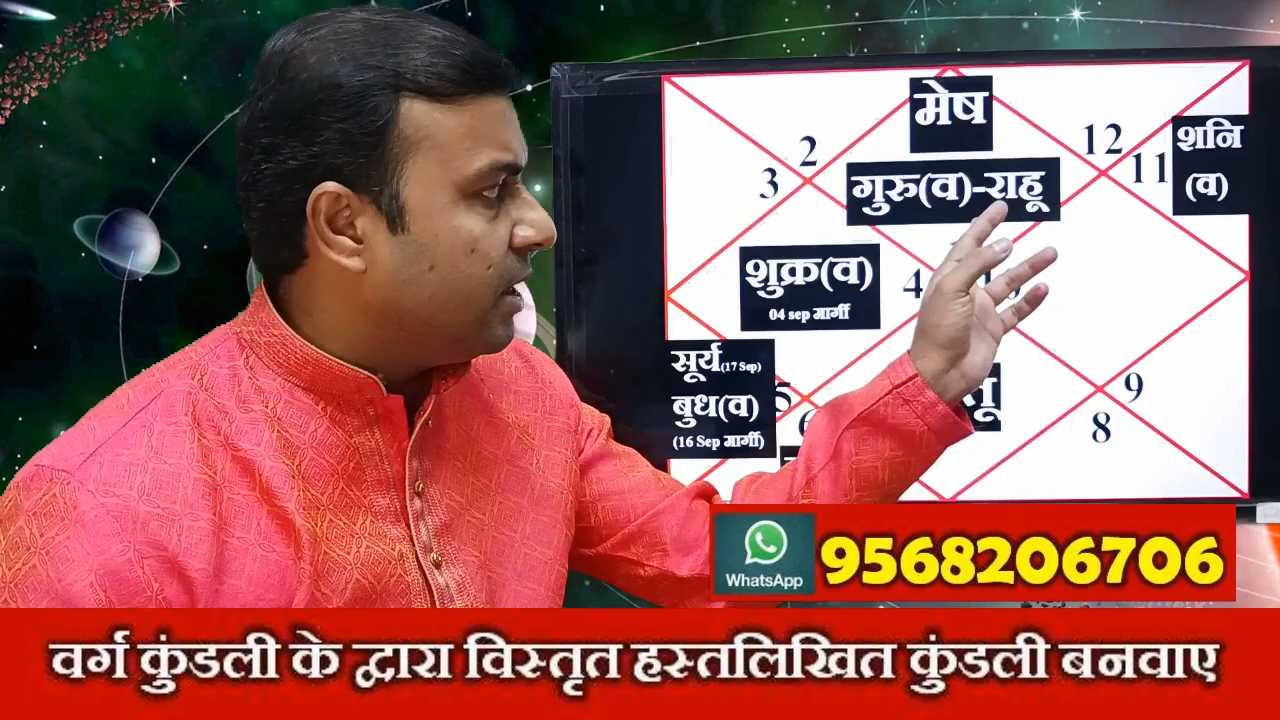 मेष
गुरु(व)-राहू
2
3
12
11
शनि
(व)
शुक्र(व)
04 sep मार्गी
4
सूर्य(17 Sep)
बुध(व)
(16 Sep मार्गी)
5
9
8
WhatsApp
9568206706
वर्ग कुंडली के द्वारा विस्तृत हस्तलिखित कुंडली बनवाए